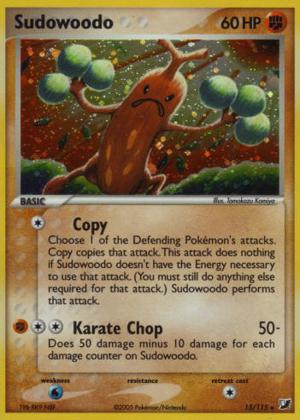 Sudowoodo 60 HP
Illus. Tomokazu Komiya
BASIC
Copy
Choose 1 of the Defending Pokémon's attacks.
Copy copies that attack. This attack does nothing
if Sudowoodo doesn't have the Energy necessary
to use that attack. (You must still do anything else
required for that attack.) Sudowoodo performs
that attack.
Karate Chop 50-
Does 50 damage minus 10 damage for each
damage counter on Sudowoodo.
weakness resistance retreat cost
©2005 Pokémon/Nintendo
15/115